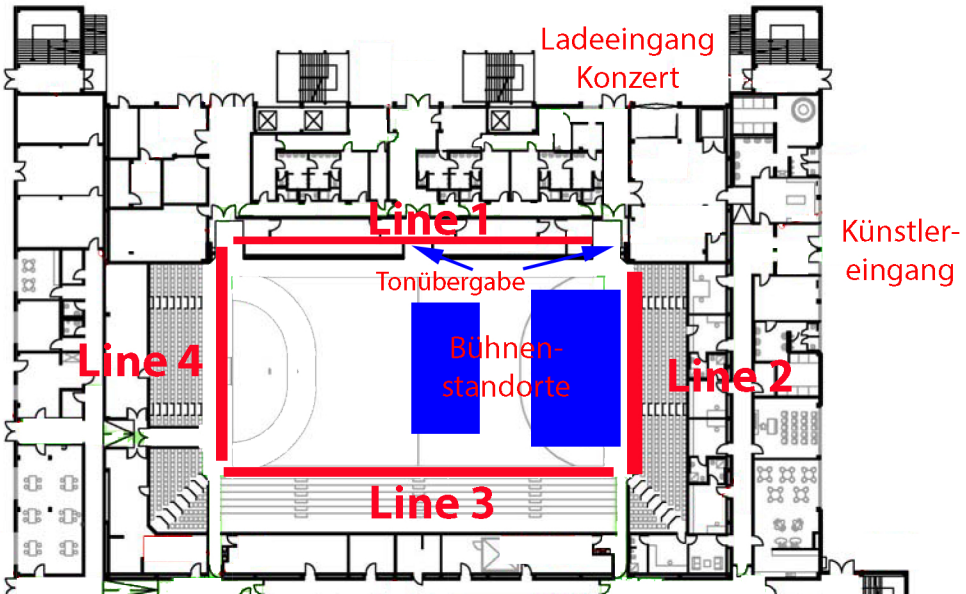 Ladeeingang
Konzert
Line 1
Künstler-
eingang
Tonübergabe
Bühnen-
standorte
Line 4
Line 2
Line 3